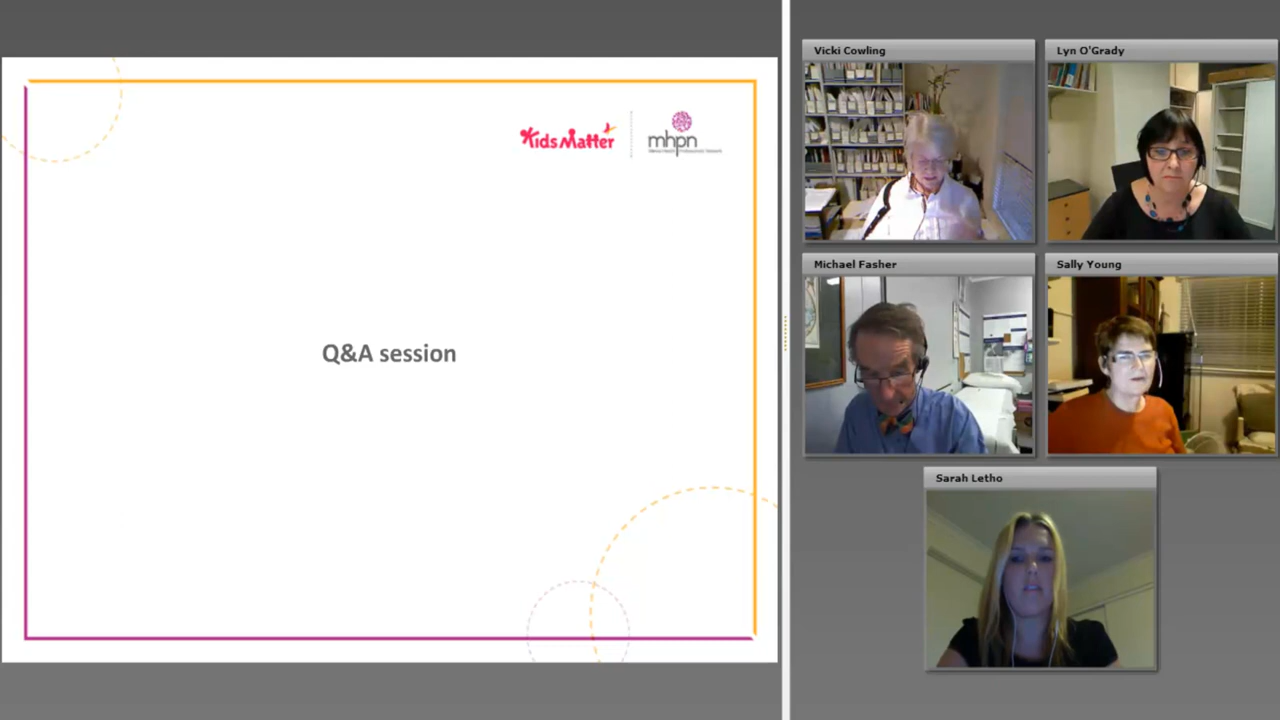 KidsMatter
mhpn
Q&A session
Vicki Cowling
Lyn O'Grady
Michael Fasher
Sally Young
Sarah Letho